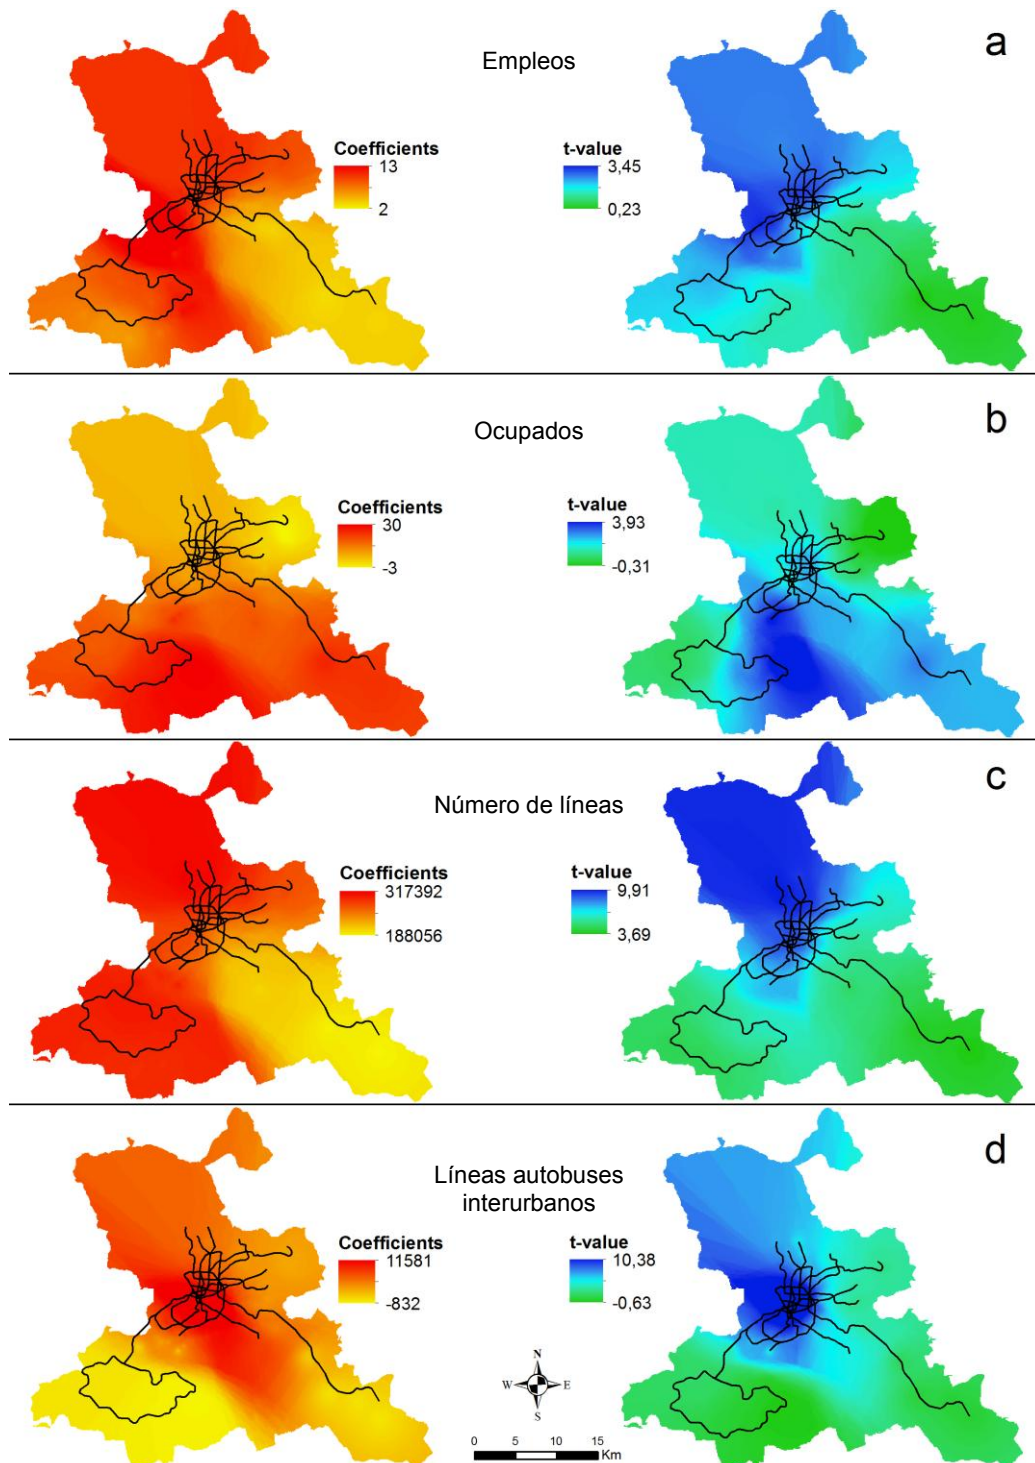 a
Empleos
Coefficients
13
2
t-value
3,45
0,23
b
Ocupados
Coefficients
30
-3
t-value
3,93
-0,31
c
Número de líneas
Coefficients
317392
188056
t-value
9,91
3,69
d
Líneas autobuses
interurbanos
Coefficients
11581
-832
t-value
10,38
-0,63
N
W E
S
0 5 10 15
Km